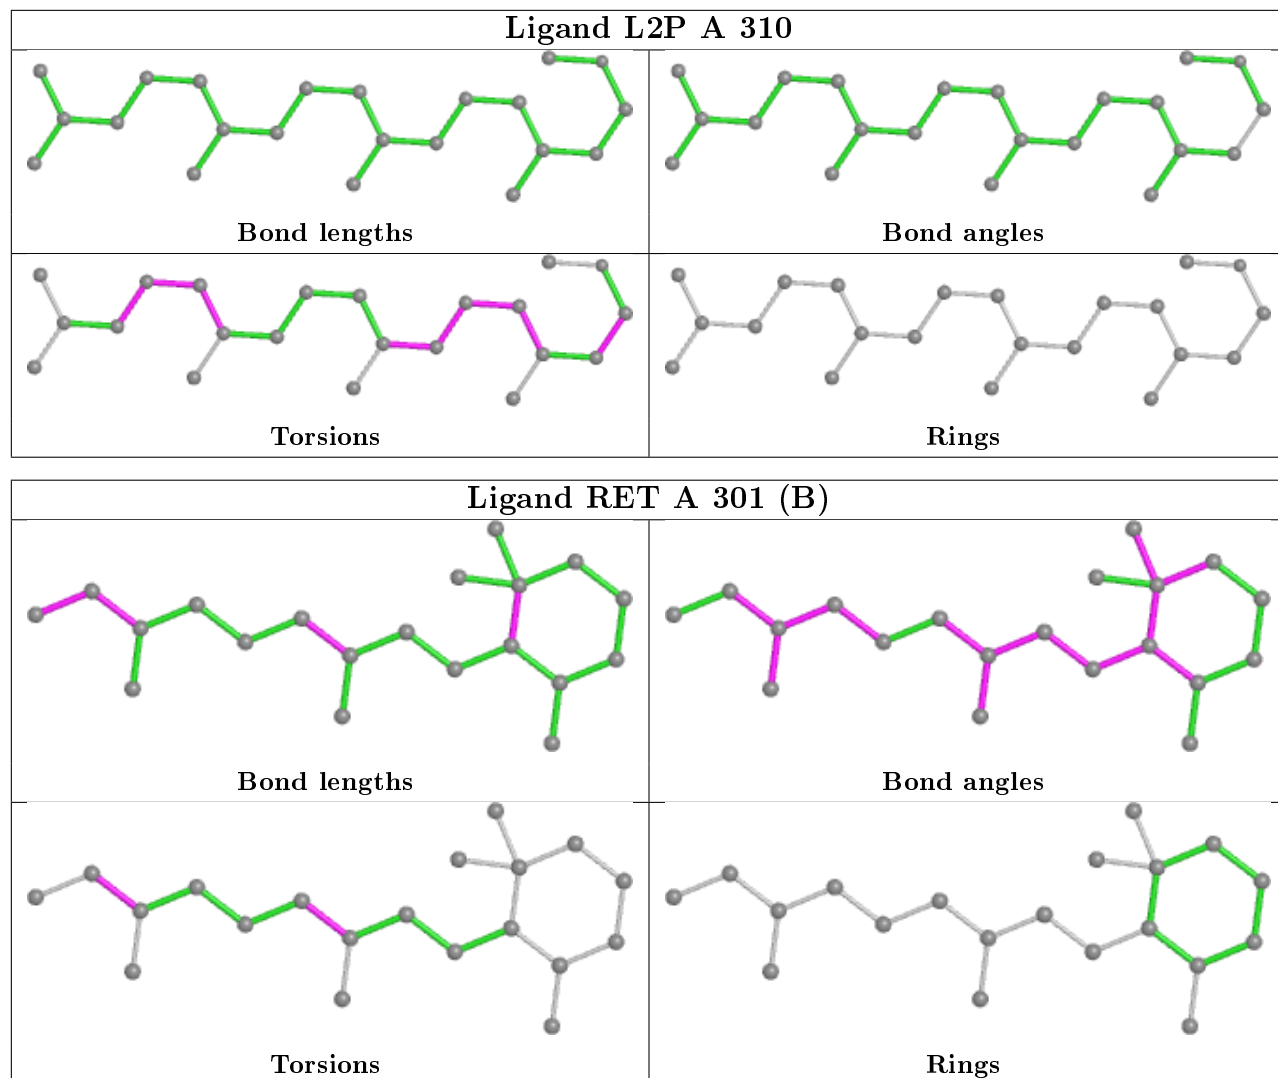 Ligand L2P A 310
Bond lengths
Bond angles
Torsions
Rings
Ligand RET A 301 (B)
Bond lengths
Bond angles
Torsions
Rings